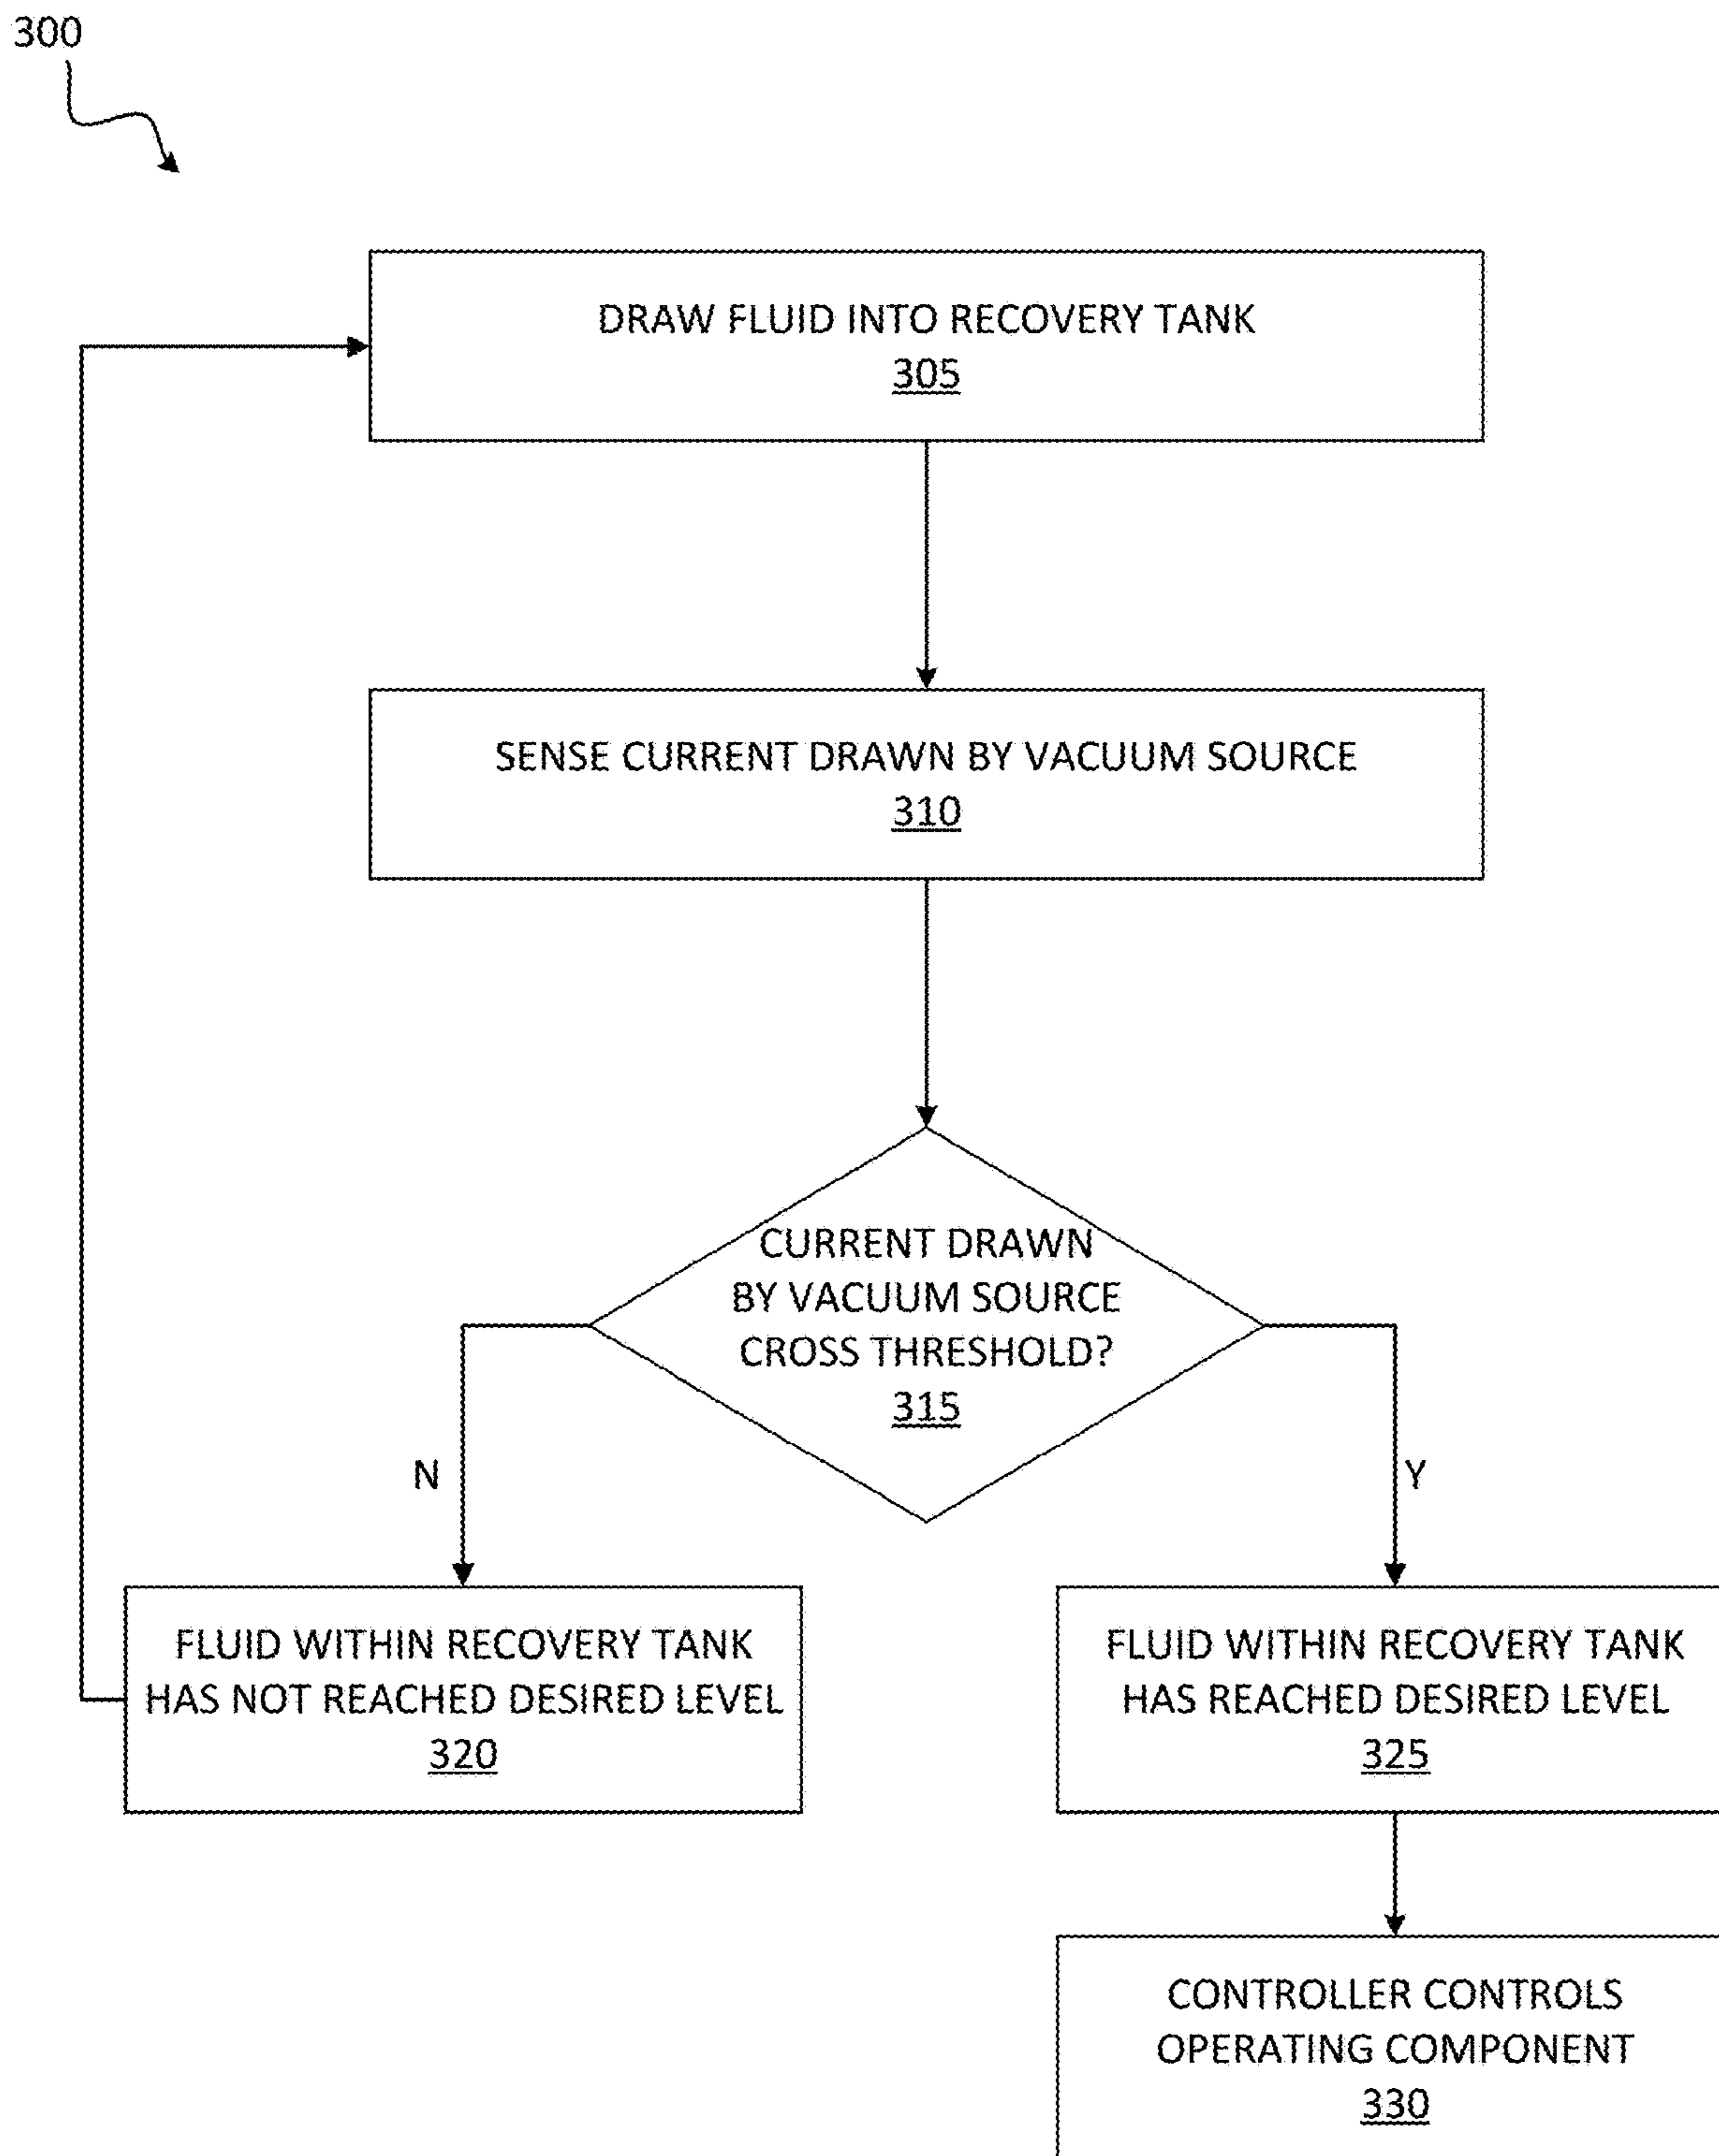 300
DRAW FLUID INTO RECOVERY TANK
305
SENSE CURRENT DRAWN BY VACUUM SOURCE
310
CURRENT DRAWN
BY VACUUM SOURCE
CROSS THRESHOLD?
315
N
Y
FLUID WITHIN RECOVERY TANK
HAS NOT REACHED DESIRED LEVEL
320
FLUID WITHIN RECOVERY TANK
HAS REACHED DESIRED LEVEL
325
CONTROLLER CONTROLS
OPERATING COMPONENT
330